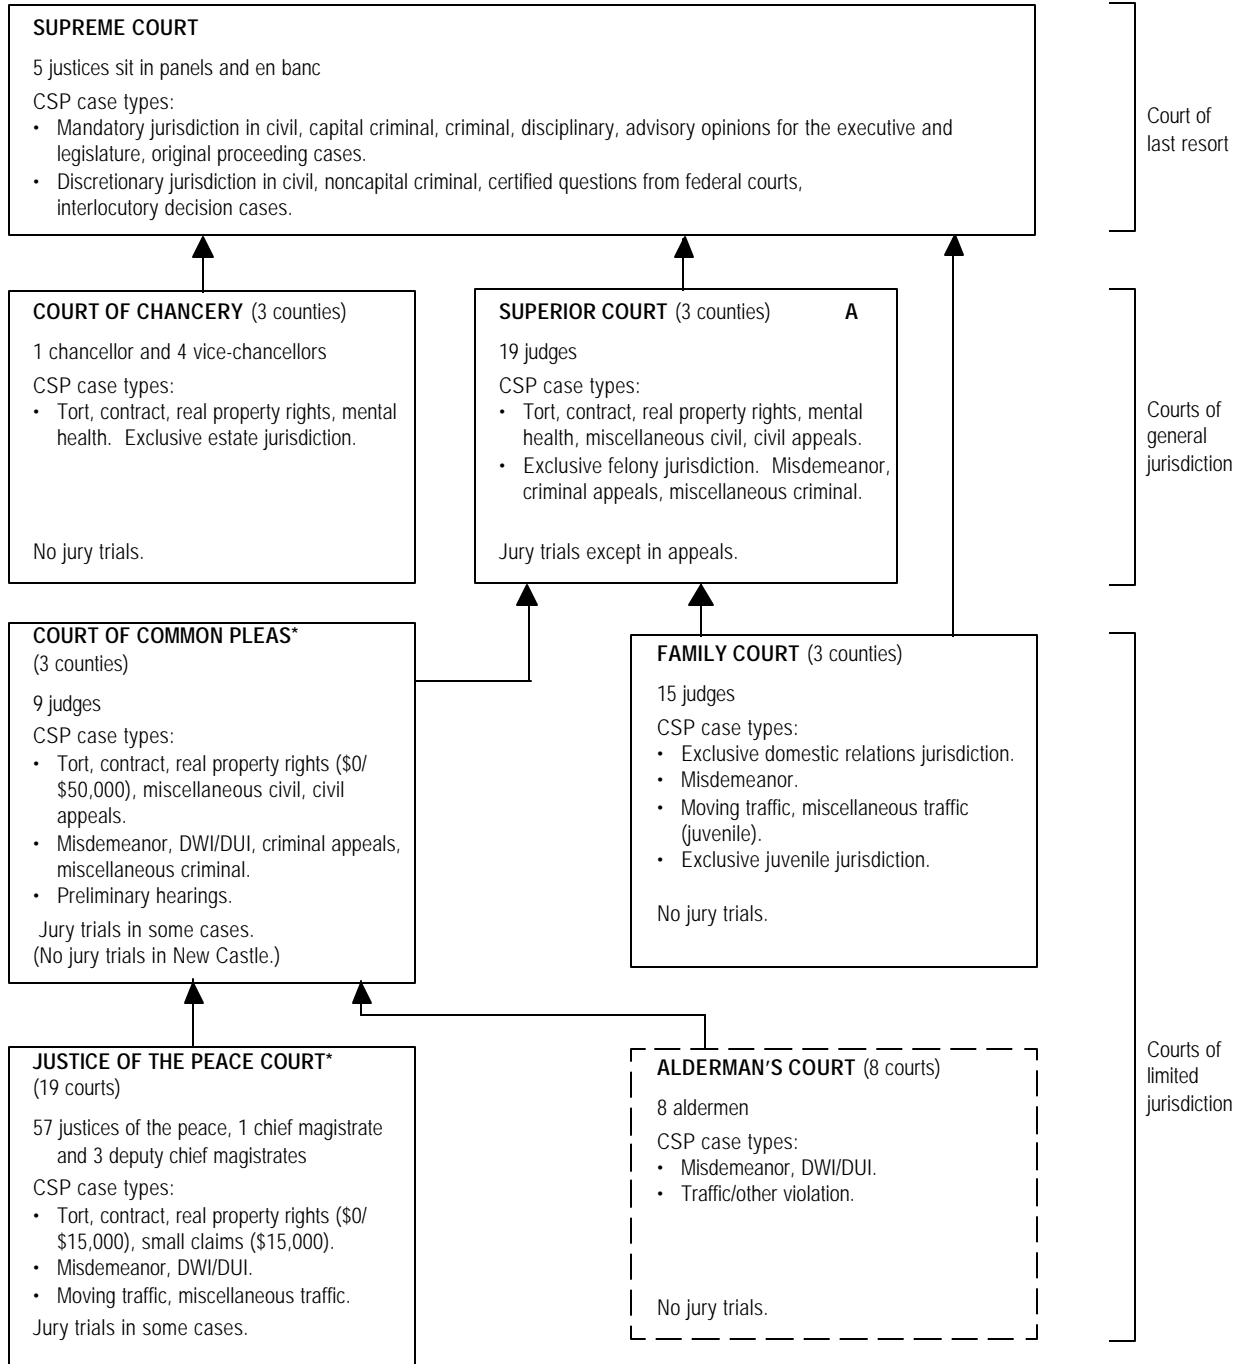 SUPREME COURT
5 justices sit in panels and en banc
CSP case types:
• Mandatory jurisdiction in civil, capital criminal, criminal, disciplinary, advisory opinions for the executive and
legislature, original proceeding cases.
• Discretionary jurisdiction in civil, noncapital criminal, certified questions from federal courts,
interlocutory decision cases.
Court of
last resort
COURT OF CHANCERY (3 counties)
1 chancellor and 4 vice-chancellors
CSP case types:
• Tort, contract, real property rights, mental
health. Exclusive estate jurisdiction.
No jury trials.
SUPERIOR COURT (3 counties) A
19 judges
CSP case types:
• Tort, contract, real property rights, mental
health, miscellaneous civil, civil appeals.
• Exclusive felony jurisdiction. Misdemeanor,
criminal appeals, miscellaneous criminal.
Jury trials except in appeals.
Courts of
general
jurisdiction
COURT OF COMMON PLEAS*
(3 counties)
9 judges
CSP case types:
• Tort, contract, real property rights ($0/
$50,000), miscellaneous civil, civil
appeals.
• Misdemeanor, DWI/DUI, criminal appeals,
miscellaneous criminal.
• Preliminary hearings.
Jury trials in some cases.
(No jury trials in New Castle.)
FAMILY COURT (3 counties)
15 judges
CSP case types:
• Exclusive domestic relations jurisdiction.
• Misdemeanor.
• Moving traffic, miscellaneous traffic
(juvenile).
• Exclusive juvenile jurisdiction.
No jury trials.
JUSTICE OF THE PEACE COURT*
(19 courts)
57 justices of the peace, 1 chief magistrate
and 3 deputy chief magistrates
CSP case types:
• Tort, contract, real property rights ($0/
$15,000), small claims ($15,000).
• Misdemeanor, DWI/DUI.
• Moving traffic, miscellaneous traffic.
Jury trials in some cases.
ALDERMAN'S COURT (8 courts)
8 aldermen
CSP case types:
• Misdemeanor, DWI/DUI.
• Traffic/other violation.
No jury trials.
Courts of
limited
jurisdiction